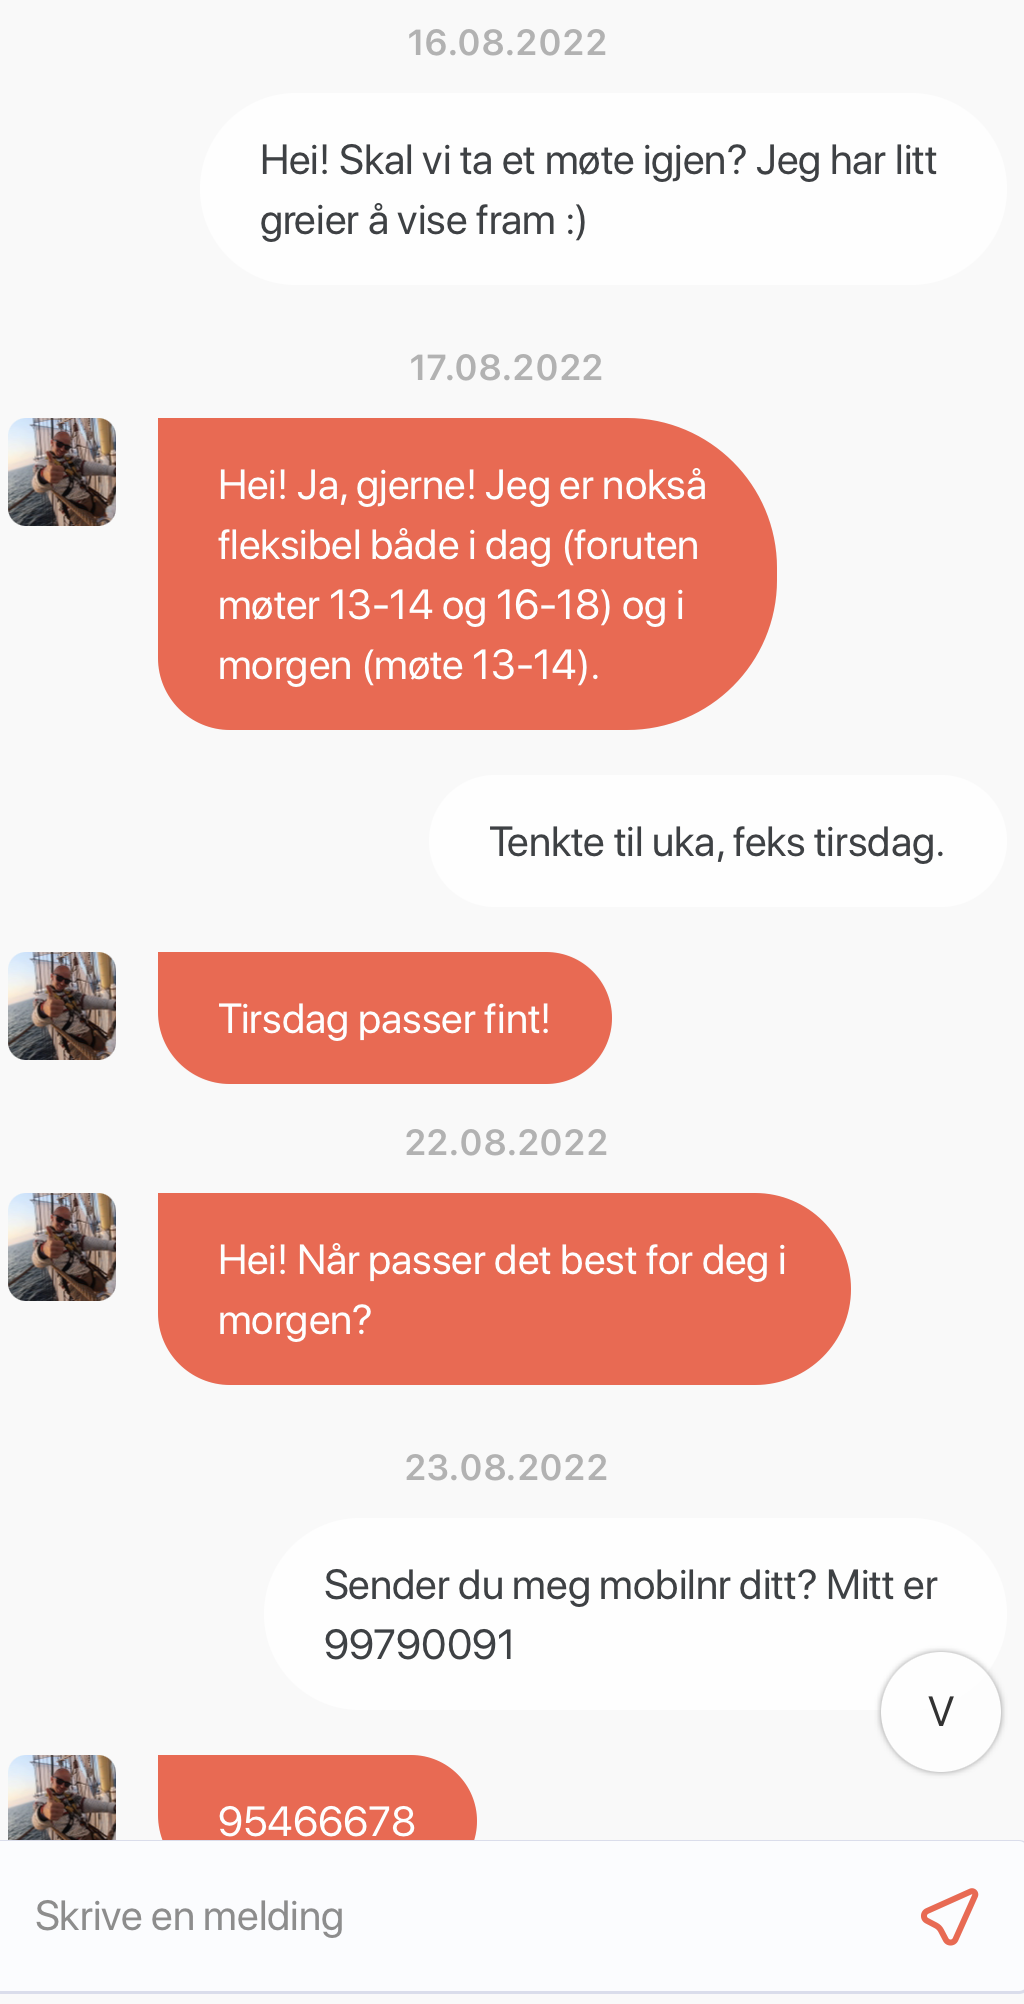 16.08.2022
Hei! Skal vi ta et møte igjen? Jeg har litt
greier å vise fram :)
17.08.2022
Hei! Ja, gjerne! Jeg er nokså
fleksibel både i dag (foruten
møter 13-14 og 16-18) og i
morgen (møte 13-14).
Tenkte til uka, feks tirsdag.
Tirsdag passer fint!
22.08.2022
Hei! Når passer det best for deg i
morgen?
23.08.2022
Sender du meg mobilnr ditt? Mitt er
99790091
V
95466678
Skrive en melding